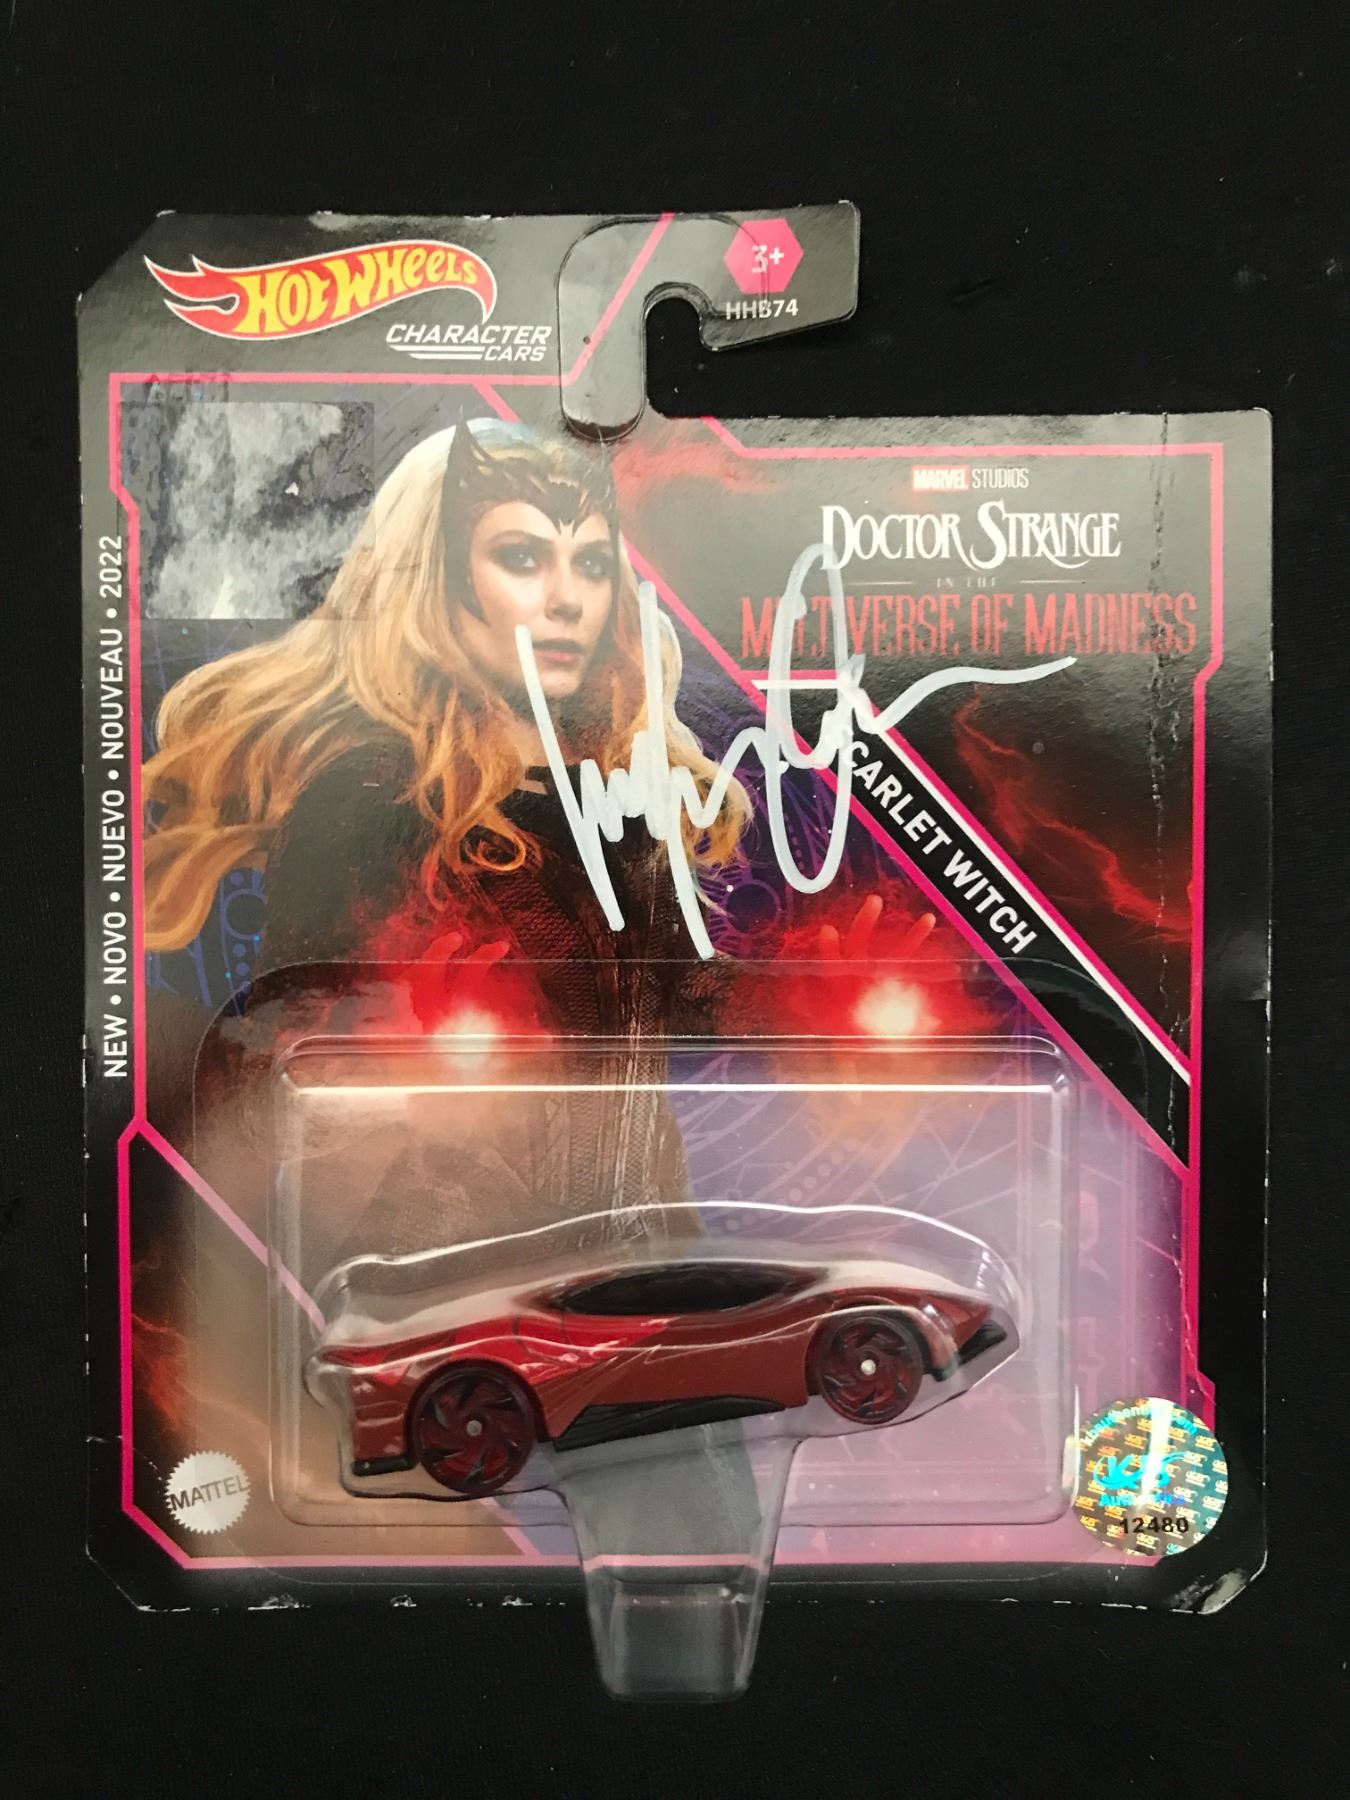 HOT WHEELS
CHARACTER
CARS
3+
HHB74
MARVEL STUDIOS
DOCTOR STRANGE
IN THE
MULTIVERSE OF MADNESS
SCARLET WITCH
NEW • NOVO • NUEVO • NOUVEAU • 2022
MATTEL
12480